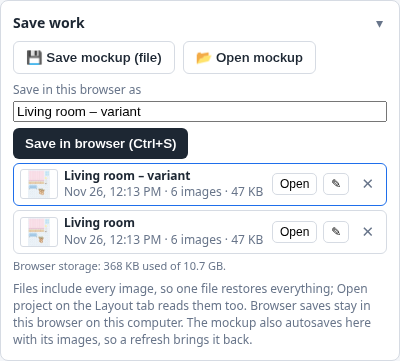 Save work ▼
💾 Save mockup (file) 📂 Open mockup
Save in this browser as
Living room – variant
Save in browser (Ctrl+S)
Living room – variant
Nov 26, 12:13 PM · 6 images · 47 KB Open ✎ ✕
Living room
Nov 26, 12:13 PM · 6 images · 47 KB Open ✎ ✕
Browser storage: 368 KB used of 10.7 GB.
Files include every image, so one file restores everything; Open
project on the Layout tab reads them too. Browser saves stay in
this browser on this computer. The mockup also autosaves here
with its images, so a refresh brings it back.